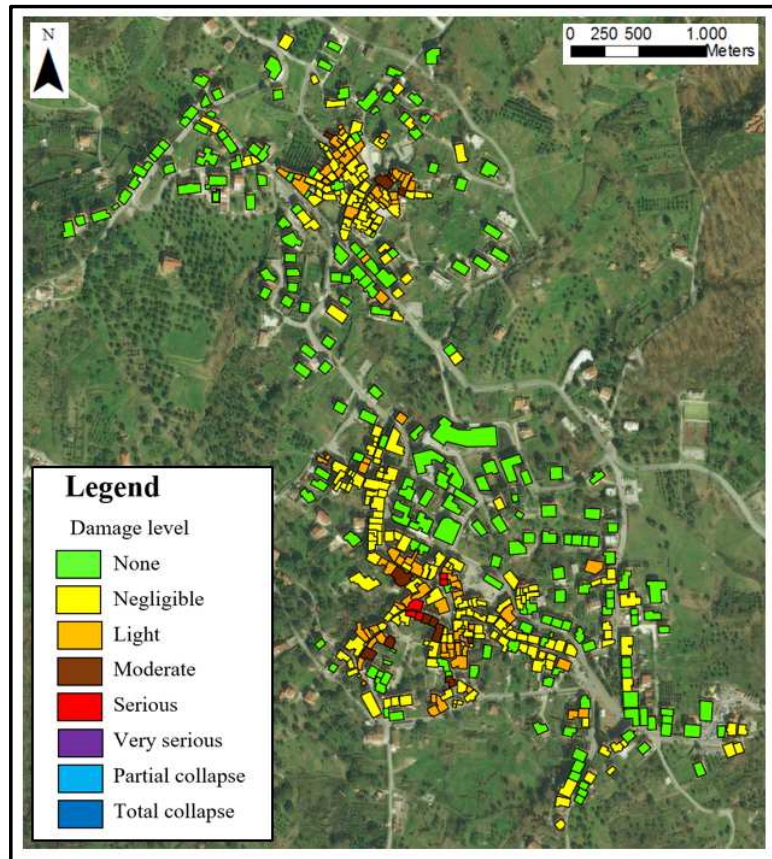 N
0 250 500 1.000
Meters
Legend
Damage level
None
Negligible
Light
Moderate
Serious
Very serious
Partial collapse
Total collapse